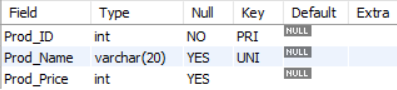 Field Type Null Key Default Extra
Prod_ID int NO PRI NULL
Prod_Name varchar(20) YES UNI NULL
Prod_Price int YES NULL